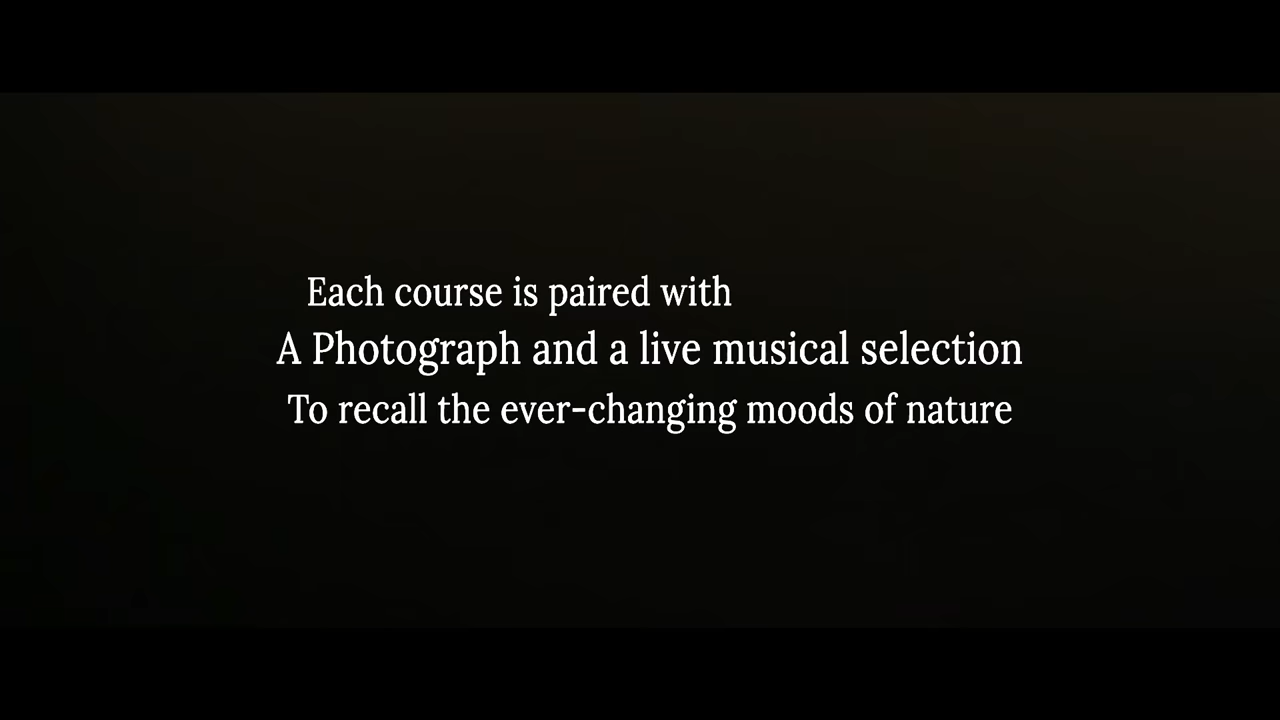 Each course is paired with
A Photograph and a live musical selection
To recall the ever-changing moods of nature